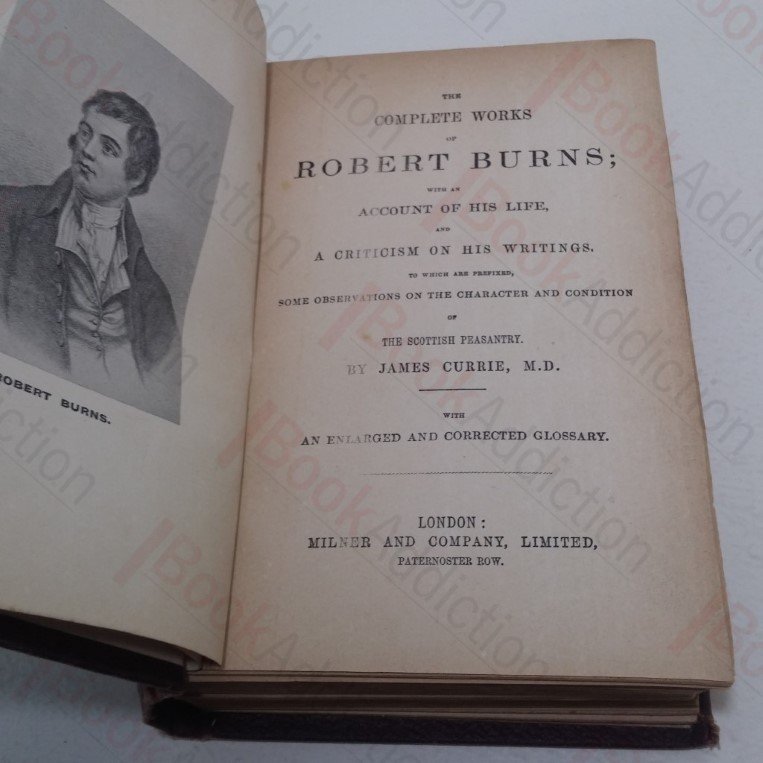 ROBERT BURNS.
THE
COMPLETE WORKS
OF
ROBERT BURNS;
WITH AN
ACCOUNT OF HIS LIFE,
AND
A CRITICISM ON HIS WRITINGS.
TO WHICH ARE PREFIXED,
SOME OBSERVATIONS ON THE CHARACTER AND CONDITION
OF
THE SCOTTISH PEASANTRY.
BY JAMES CURRIE, M.D.
WITH
AN ENLARGED AND CORRECTED GLOSSARY.
LONDON:
MILNER AND COMPANY, LIMITED,
PATERNOSTER ROW.
BookAddiction